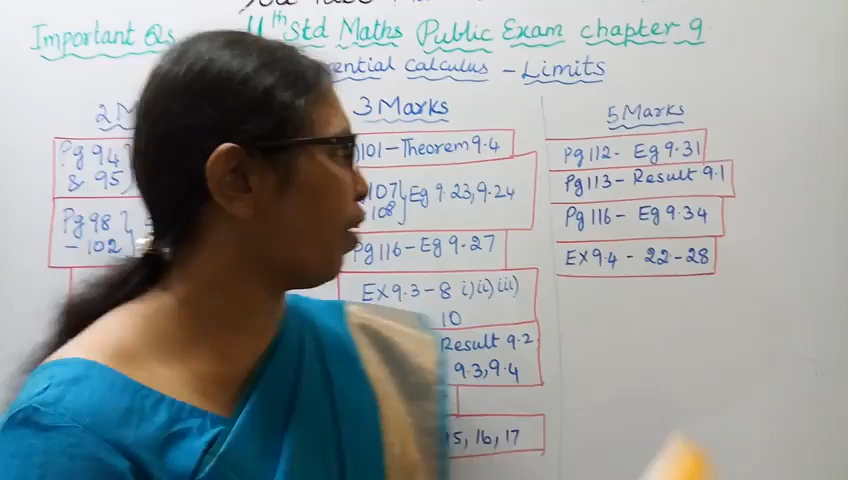 Important Qs 11th Std Maths Public Exam chapter 9
ential calculus - Limits
2 M
Pg 94
& 95)
Pg 98
- 102
3 Marks
101 - Theorem 9.4
107 } Eg 9.23, 9.24
108
Pg 116 - Eg 9.27
EX 9.3 - 8 i) ii) iii)
10
Result 9.2
9.3, 9.4
15, 16, 17
5 Marks
Pg 112 - Eg 9.31
Pg 113 - Result 9.1
Pg 116 - Eg 9.34
EX 9.4 - 22 - 28